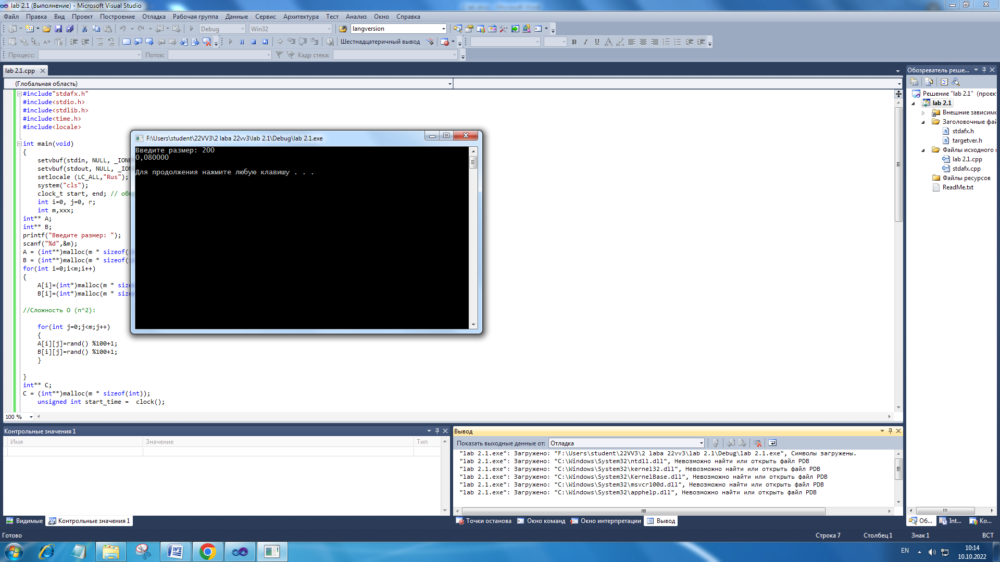 lab 2.1 (Выполнение) - Microsoft Visual Studio
Файл Правка Вид Проект Построение Отладка Рабочая группа Данные Сервис Архитектура Тест Анализ Окно Справка
Debug Win32 langversion
Шестнадцатеричный вывод
Процесс: Поток: Кадр стека:
lab 2.1.cpp
(Глобальная область)
#include"stdafx.h"
#include<stdio.h>
#include<stdlib.h>
#include<time.h>
#include<locale>
int main(void)
{
setvbuf(stdin, NULL, _IONB
setvbuf(stdout, NULL, _ION
setlocale (LC_ALL,"Rus");
system("cls");
clock_t start, end; // объ
int i=0, j=0, r;
int m,xxx;
int** A;
int** B;
printf("Введите размер: ");
scanf("%d",&m);
A = (int**)malloc(m * sizeof(
B = (int**)malloc(m * sizeof(
for(int i=0;i<m;i++)
{
A[i]=(int*)malloc(m * size
B[i]=(int*)malloc(m * size
//Сложность О (n^2):
for(int j=0;j<m;j++)
{
A[i][j]=rand() %100+1;
B[i][j]=rand() %100+1;
}
}
int** C;
C = (int**)malloc(m * sizeof(int));
unsigned int start_time =  clock();
100 %
F:\Users\student\22VV3\2 laba 22vv3\lab 2.1\Debug\lab 2.1.exe
Введите размер: 200
0,080000
Для продолжения нажмите любую клавишу . . .
Обозреватель реше...
Решение "lab 2.1" (проек
lab 2.1
Внешние зависимо
Заголовочные фай
stdafx.h
targetver.h
Файлы исходного
lab 2.1.cpp
stdafx.cpp
Файлы ресурсов
ReadMe.txt
Контрольные значения 1
Имя Значение Тип
Видимые Контрольные значения 1
Вывод
Показать выходные данные от: Отладка
"lab 2.1.exe": Загружено: "F:\Users\student\22VV3\2 laba 22vv3\lab 2.1\Debug\lab 2.1.exe", Символы загружены.
"lab 2.1.exe": Загружено: "C:\Windows\System32\ntdll.dll", Невозможно найти или открыть файл PDB
"lab 2.1.exe": Загружено: "C:\Windows\System32\kernel32.dll", Невозможно найти или открыть файл PDB
"lab 2.1.exe": Загружено: "C:\Windows\System32\KernelBase.dll", Невозможно найти или открыть файл PDB
"lab 2.1.exe": Загружено: "C:\Windows\System32\msvcr100d.dll", Невозможно найти или открыть файл PDB
"lab 2.1.exe": Загружено: "C:\Windows\System32\apphelp.dll", Невозможно найти или открыть файл PDB
Точки останова Окно команд Окно интерпретации Вывод
Об... Int... Ко...
Готово Строка 7 Столбец 1 Знак 1 ВСТ
EN 10:14
10.10.2022